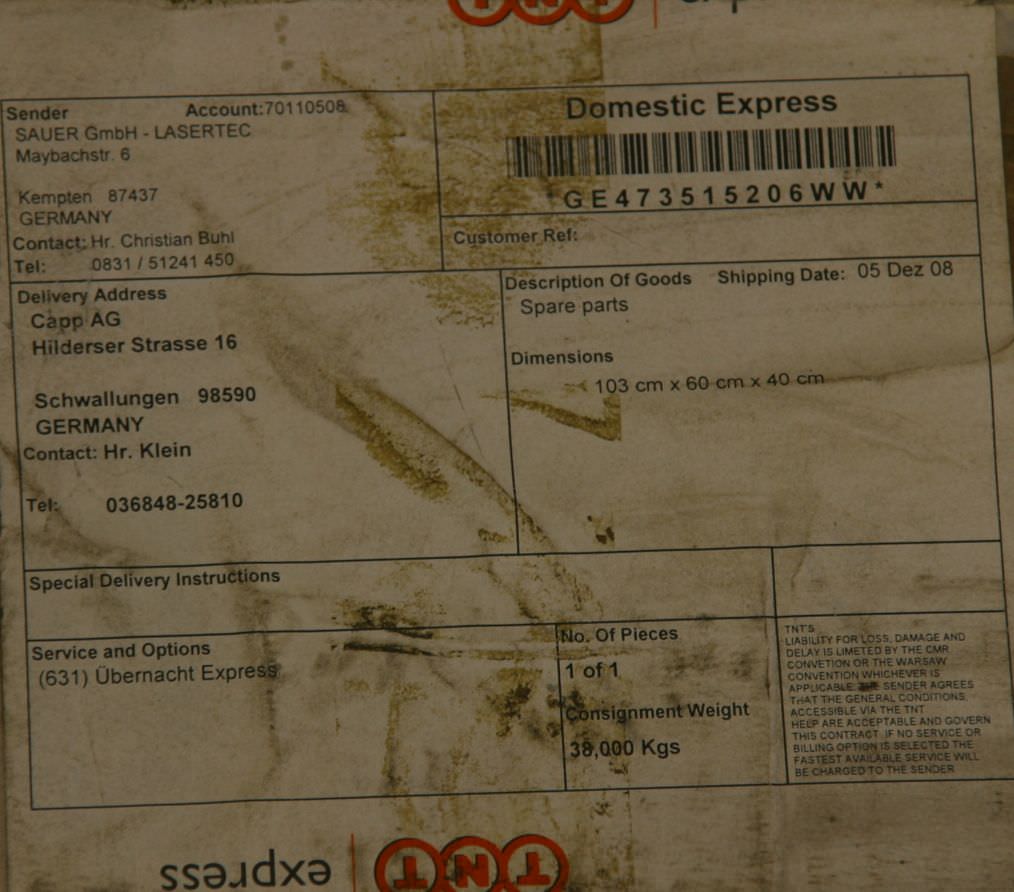 TNT
Sender Account:70110508
SAUER GmbH - LASERTEC
Maybachstr. 6
Kempten 87437
GERMANY
Contact: Hr. Christian Buhl
Tel: 0831 / 51241 450
Domestic Express
*GE473515206WW*
Customer Ref:
Delivery Address
Capp AG
Hilderser Strasse 16
Schwallungen 98590
GERMANY
Contact: Hr. Klein
Tel: 036848-25810
Description Of Goods Shipping Date: 05 Dez 08
Spare parts
Dimensions
103 cm x 60 cm x 40 cm
Special Delivery Instructions
Service and Options
(631) Übernacht Express
No. Of Pieces
1 of 1
Consignment Weight
38,000 Kgs
TNT'S
LIABILITY FOR LOSS, DAMAGE AND
DELAY IS LIMETED BY THE CMR
CONVETION OR THE WARSAW
CONVENTION WHICHEVER IS
APPLICABLE. THE SENDER AGREES
THAT THE GENERAL CONDITIONS,
ACCESSIBLE VIA THE TNT
HELP ARE ACCEPTABLE AND GOVERN
THIS CONTRACT. IF NO SERVICE OR
BILLING OPTION IS SELECTED THE
FASTEST AVAILABLE SERVICE WILL
BE CHARGED TO THE SENDER
TNT express